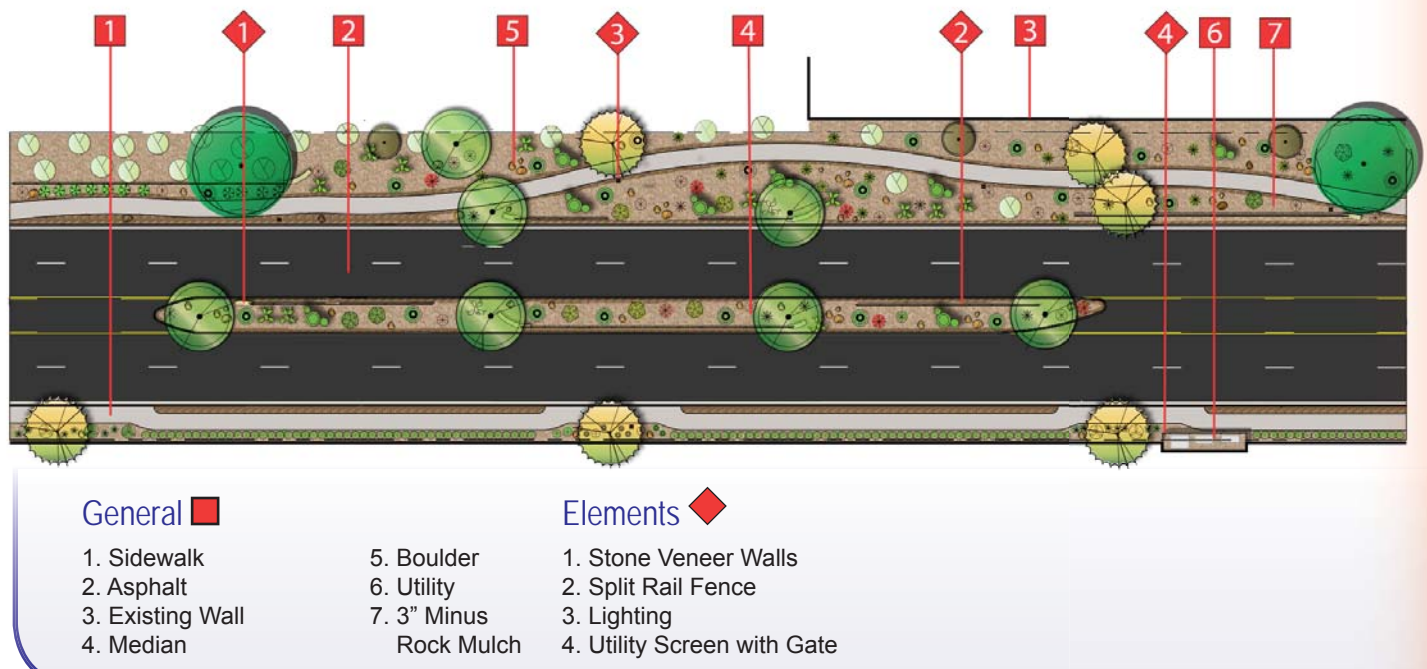 1 1 2 5 3 4 2 3 4 6 7
General
1. Sidewalk
2. Asphalt
3. Existing Wall
4. Median
5. Boulder
6. Utility
7. 3” Minus
Rock Mulch
Elements
1. Stone Veneer Walls
2. Split Rail Fence
3. Lighting
4. Utility Screen with Gate